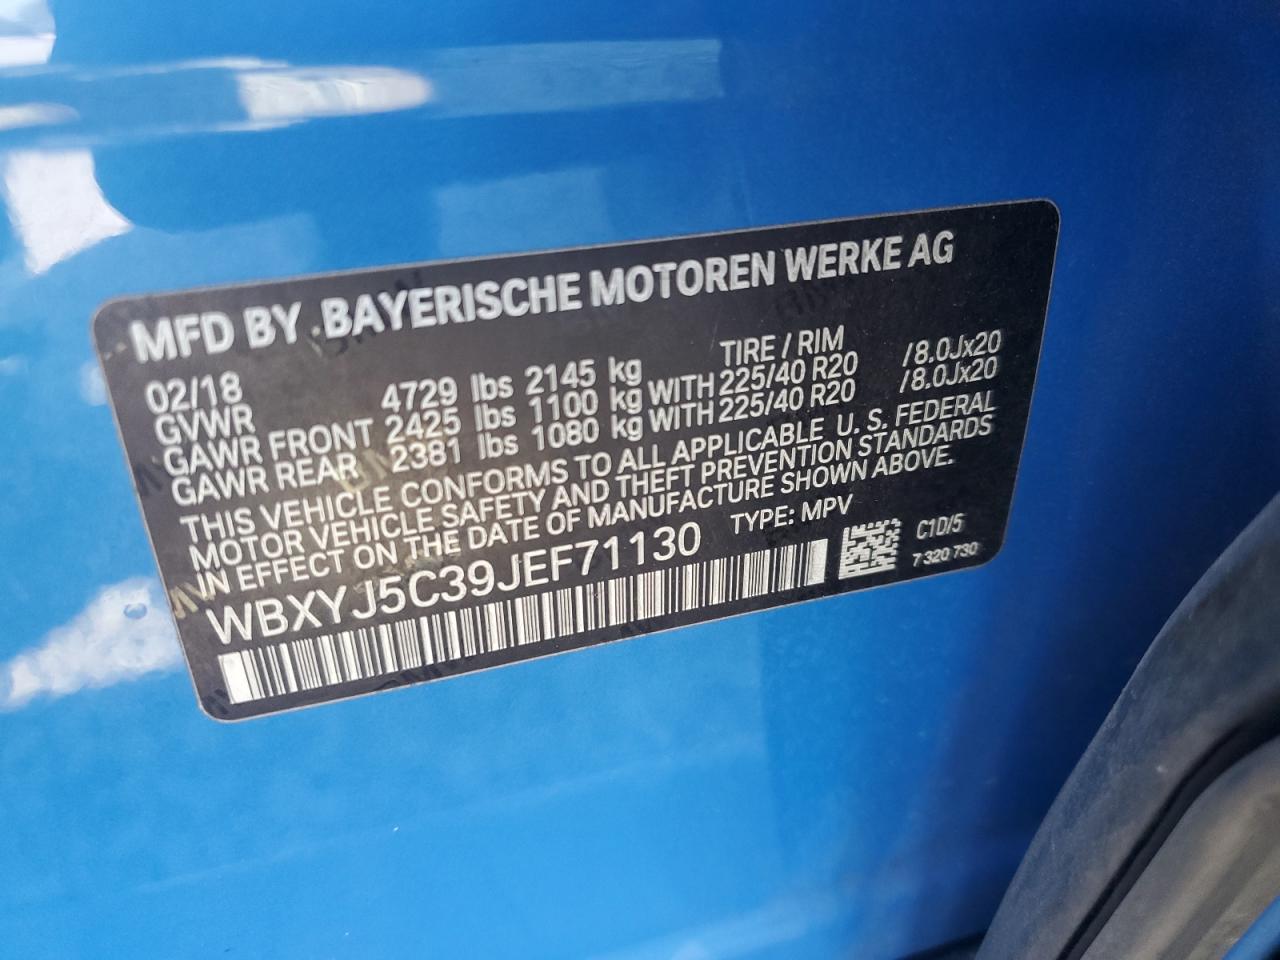 MFD BY BAYERISCHE MOTOREN WERKE AG
02/18 TIRE / RIM
GVWR 4729 lbs 2145 kg
GAWR FRONT 2425 lbs 1100 kg WITH 225/40 R20 /8.0Jx20
GAWR REAR 2381 lbs 1080 kg WITH 225/40 R20 /8.0Jx20
THIS VEHICLE CONFORMS TO ALL APPLICABLE U. S. FEDERAL
MOTOR VEHICLE SAFETY AND THEFT PREVENTION STANDARDS
IN EFFECT ON THE DATE OF MANUFACTURE SHOWN ABOVE.
WBXYJ5C39JEF71130 TYPE: MPV
C1D/5
7 320 730